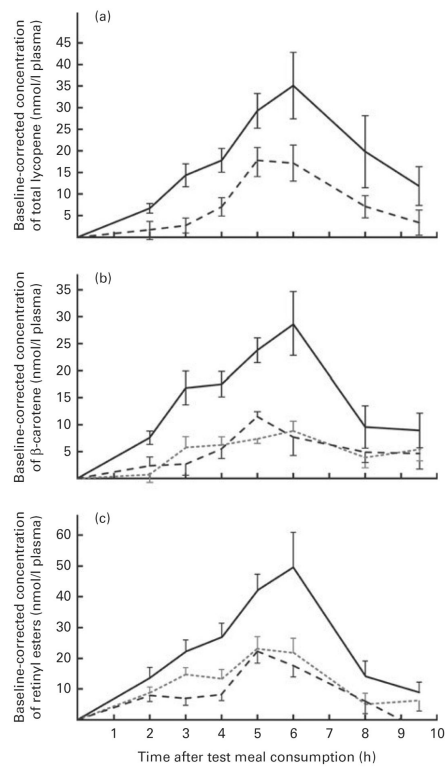 (a)
Baseline-corrected concentration
of total lycopene (nmol/l plasma)
45
40
35
30
25
20
15
10
5
(b)
Baseline-corrected concentration
of β-carotene (nmol/l plasma)
35
30
25
20
15
10
5
(c)
Baseline-corrected concentration
of retinyl esters (nmol/l plasma)
60
50
40
30
20
10
1 2 3 4 5 6 7 8 9 10
Time after test meal consumption (h)